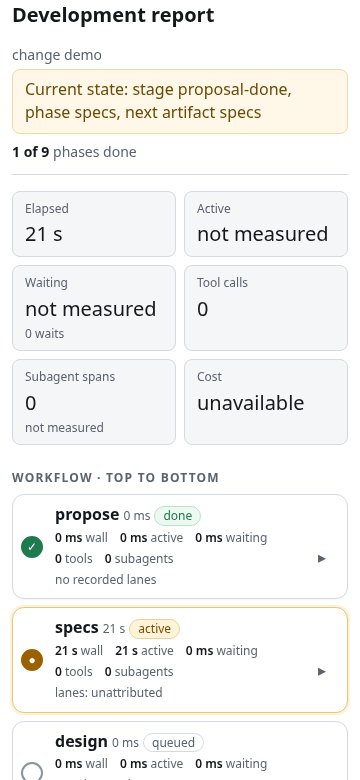 Development report
change demo
Current state: stage proposal-done,
phase specs, next artifact specs
1 of 9 phases done
Elapsed
21 s
Active
not measured
Waiting
not measured
0 waits
Tool calls
0
Subagent spans
0
not measured
Cost
unavailable
WORKFLOW · TOP TO BOTTOM
propose 0 ms done
0 ms wall 0 ms active 0 ms waiting
0 tools 0 subagents
no recorded lanes
specs 21 s active
21 s wall 21 s active 0 ms waiting
0 tools 0 subagents
lanes: unattributed
design 0 ms queued
0 ms wall 0 ms active 0 ms waiting